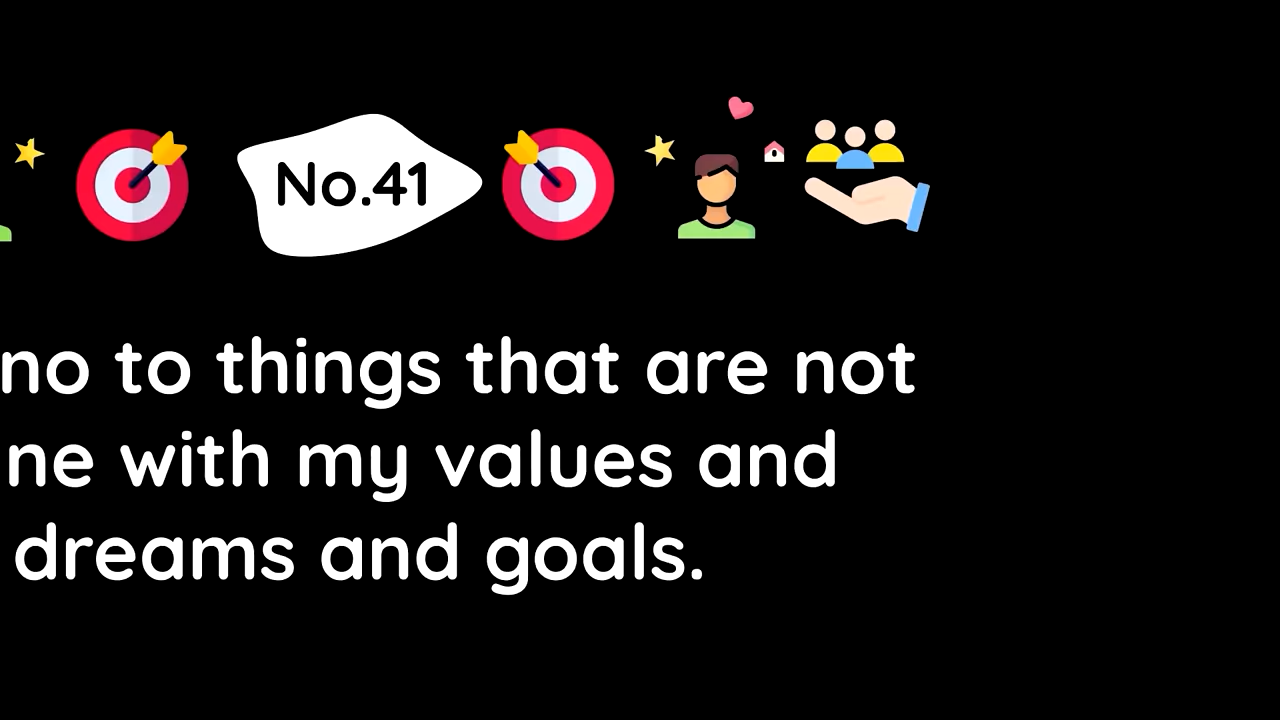 No.41
no to things that are not
ne with my values and
dreams and goals.